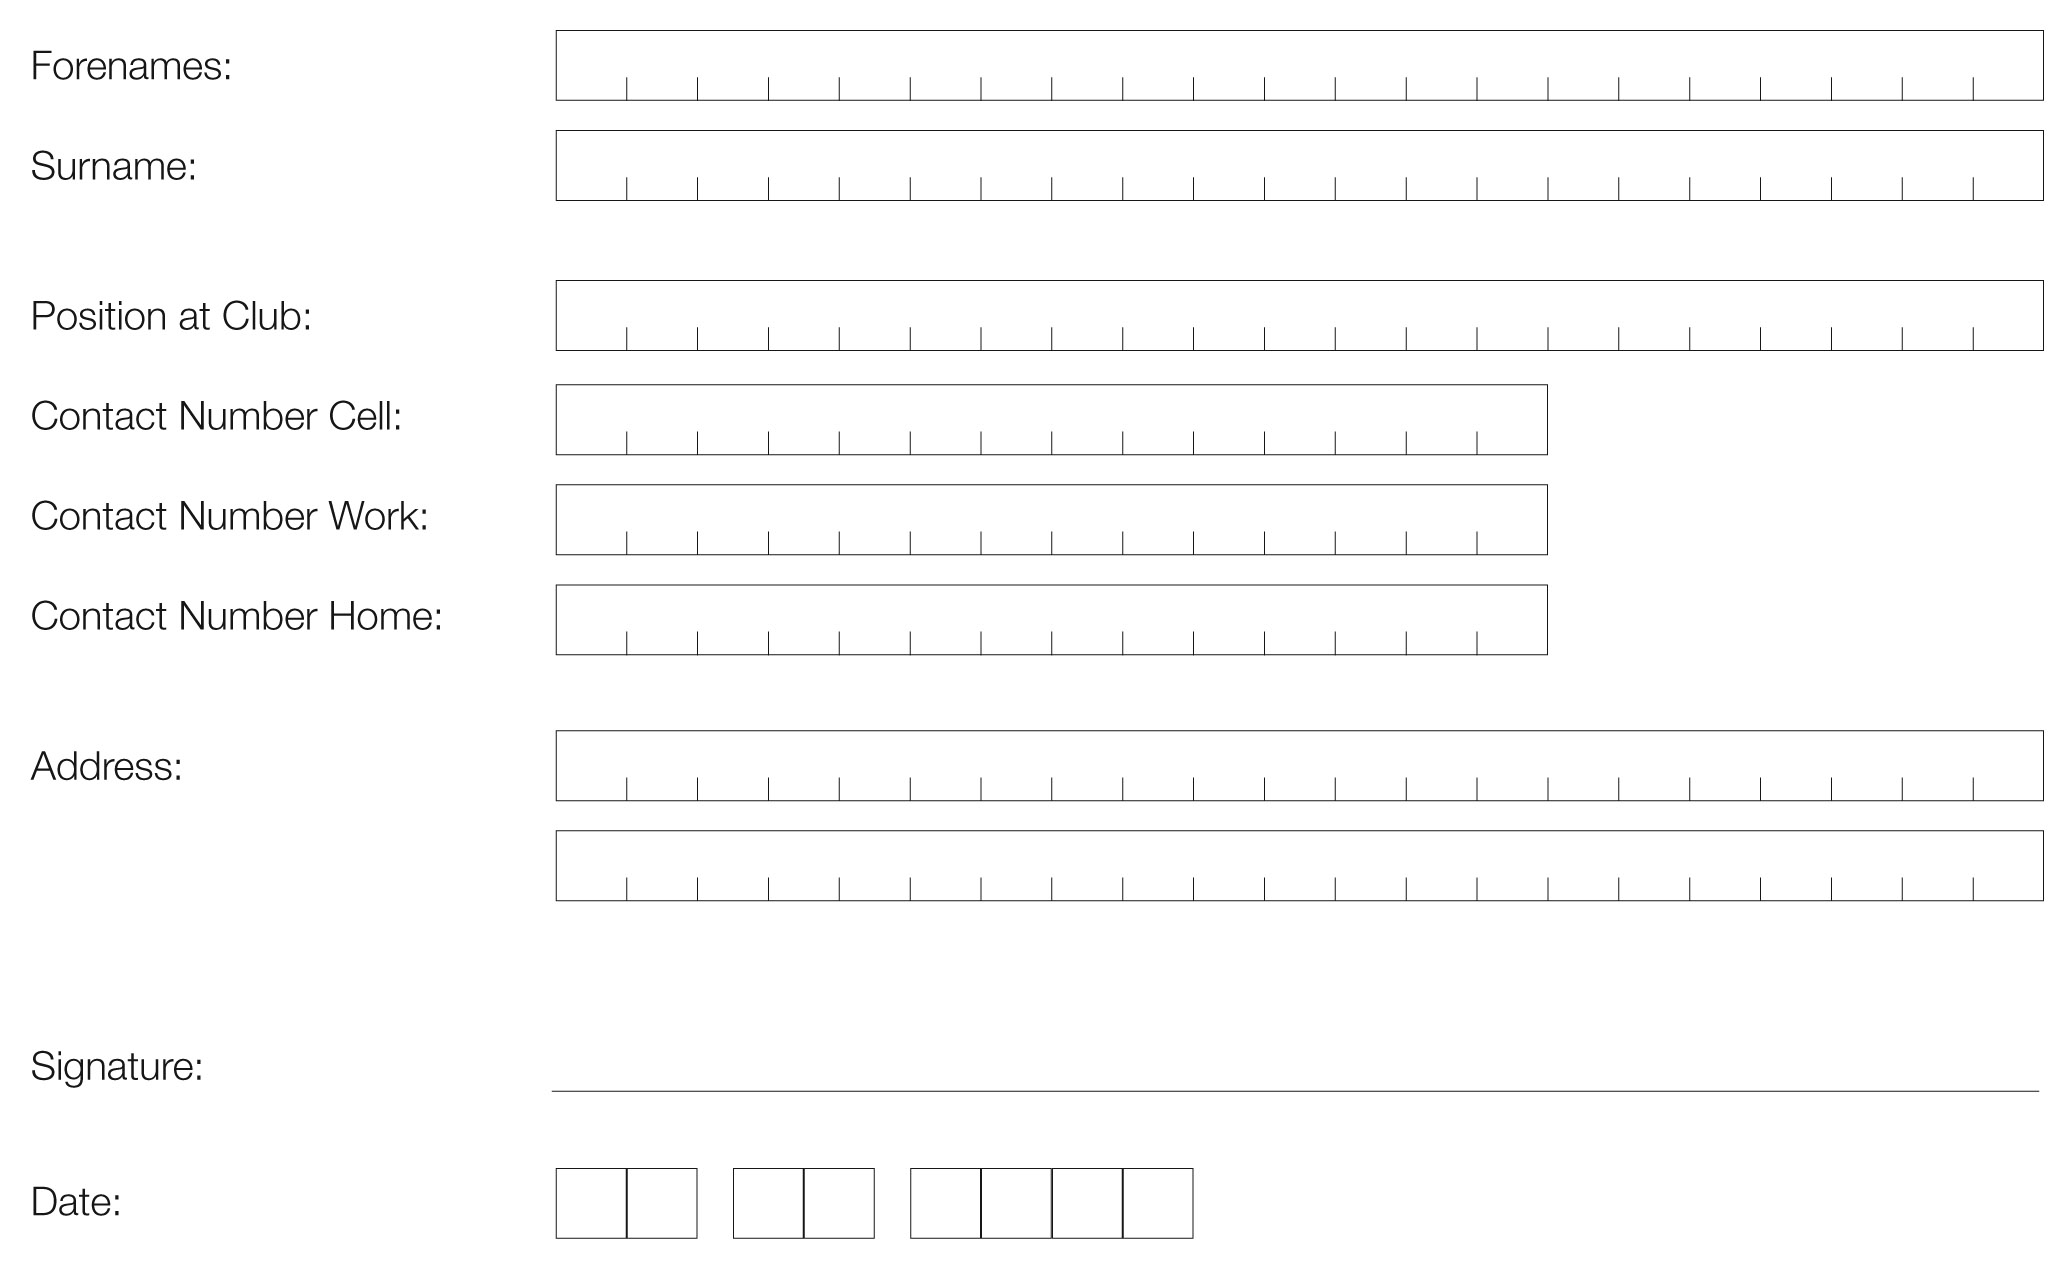 Forenames:
Surname:
Position at Club:
Contact Number Cell:
Contact Number Work:
Contact Number Home:
Address:
Signature:
Date: